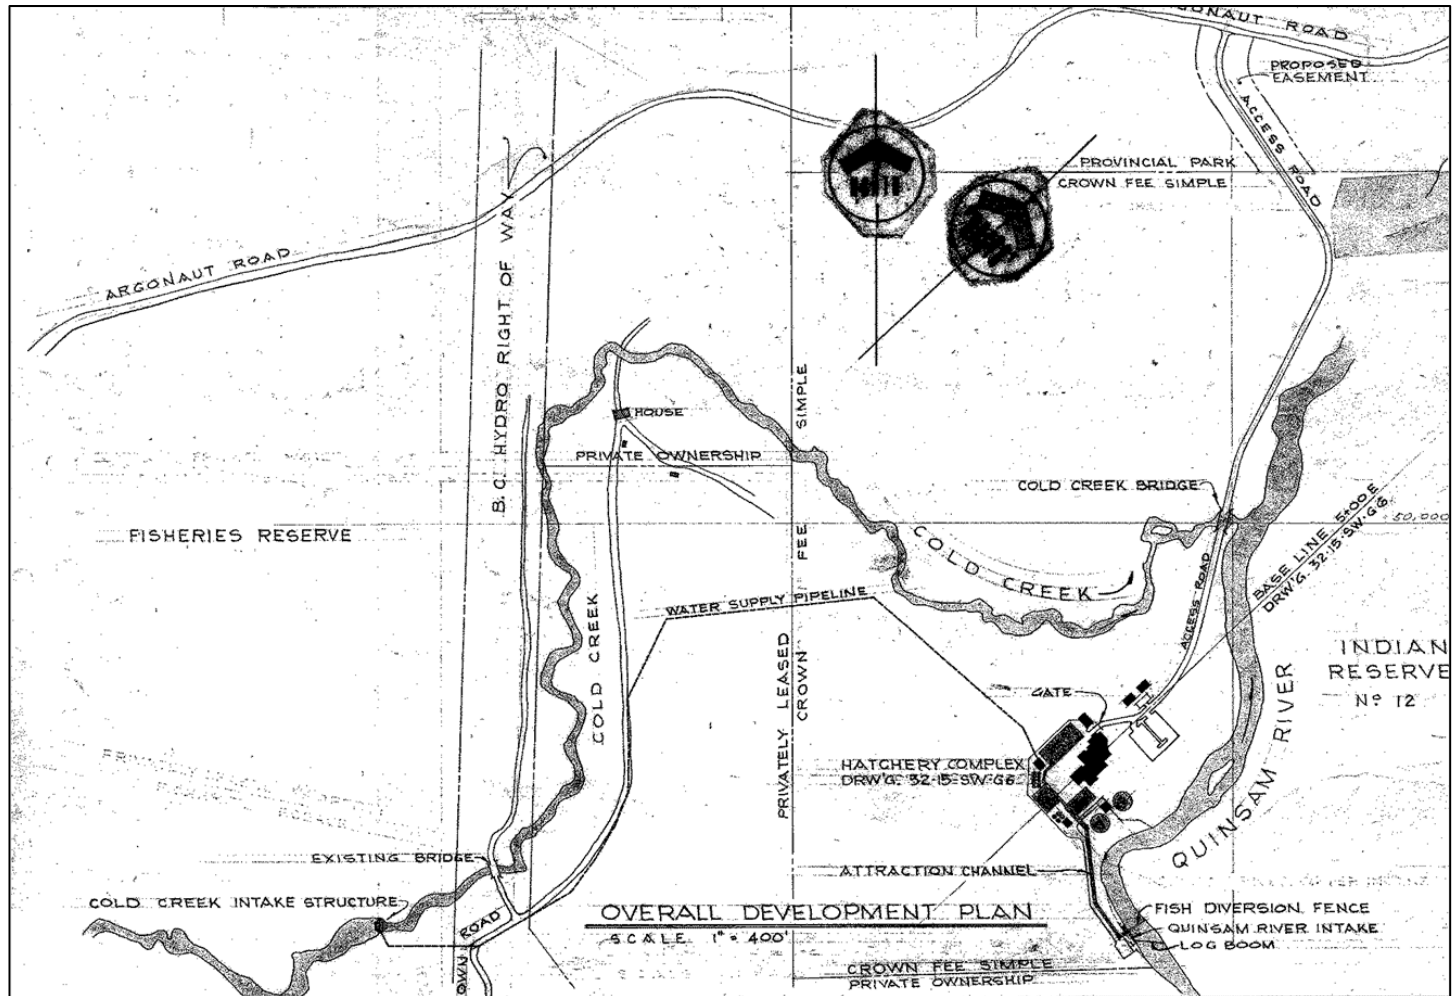 GONAUT ROAD
PROPOSED
EASEMENT
ACCESS ROAD
PROVINCIAL PARK
CROWN FEE SIMPLE
ARGONAUT ROAD
B.C. HYDRO RIGHT OF WAY
HOUSE
PRIVATE OWNERSHIP
SIMPLE
FEE
PRIVATELY LEASED
CROWN
COLD CREEK BRIDGE
50,000
BASE LINE 5+00E
DRW'G. 32-15-SW-G6
FISHERIES RESERVE
COLD CREEK
COLD CREEK
ACCESS ROAD
WATER SUPPLY PIPELINE
INDIAN
RESERVE
Nº 12
GATE
QUINSAM RIVER
HATCHERY COMPLEX
DRW'G. 32-15-SW-G6
EXISTING BRIDGE
ATTRACTION CHANNEL
COLD CREEK INTAKE STRUCTURE
ROAD
OVERALL DEVELOPMENT PLAN
SCALE 1" = 400'
FISH DIVERSION FENCE
QUINSAM RIVER INTAKE
LOG BOOM
CROWN FEE SIMPLE
PRIVATE OWNERSHIP